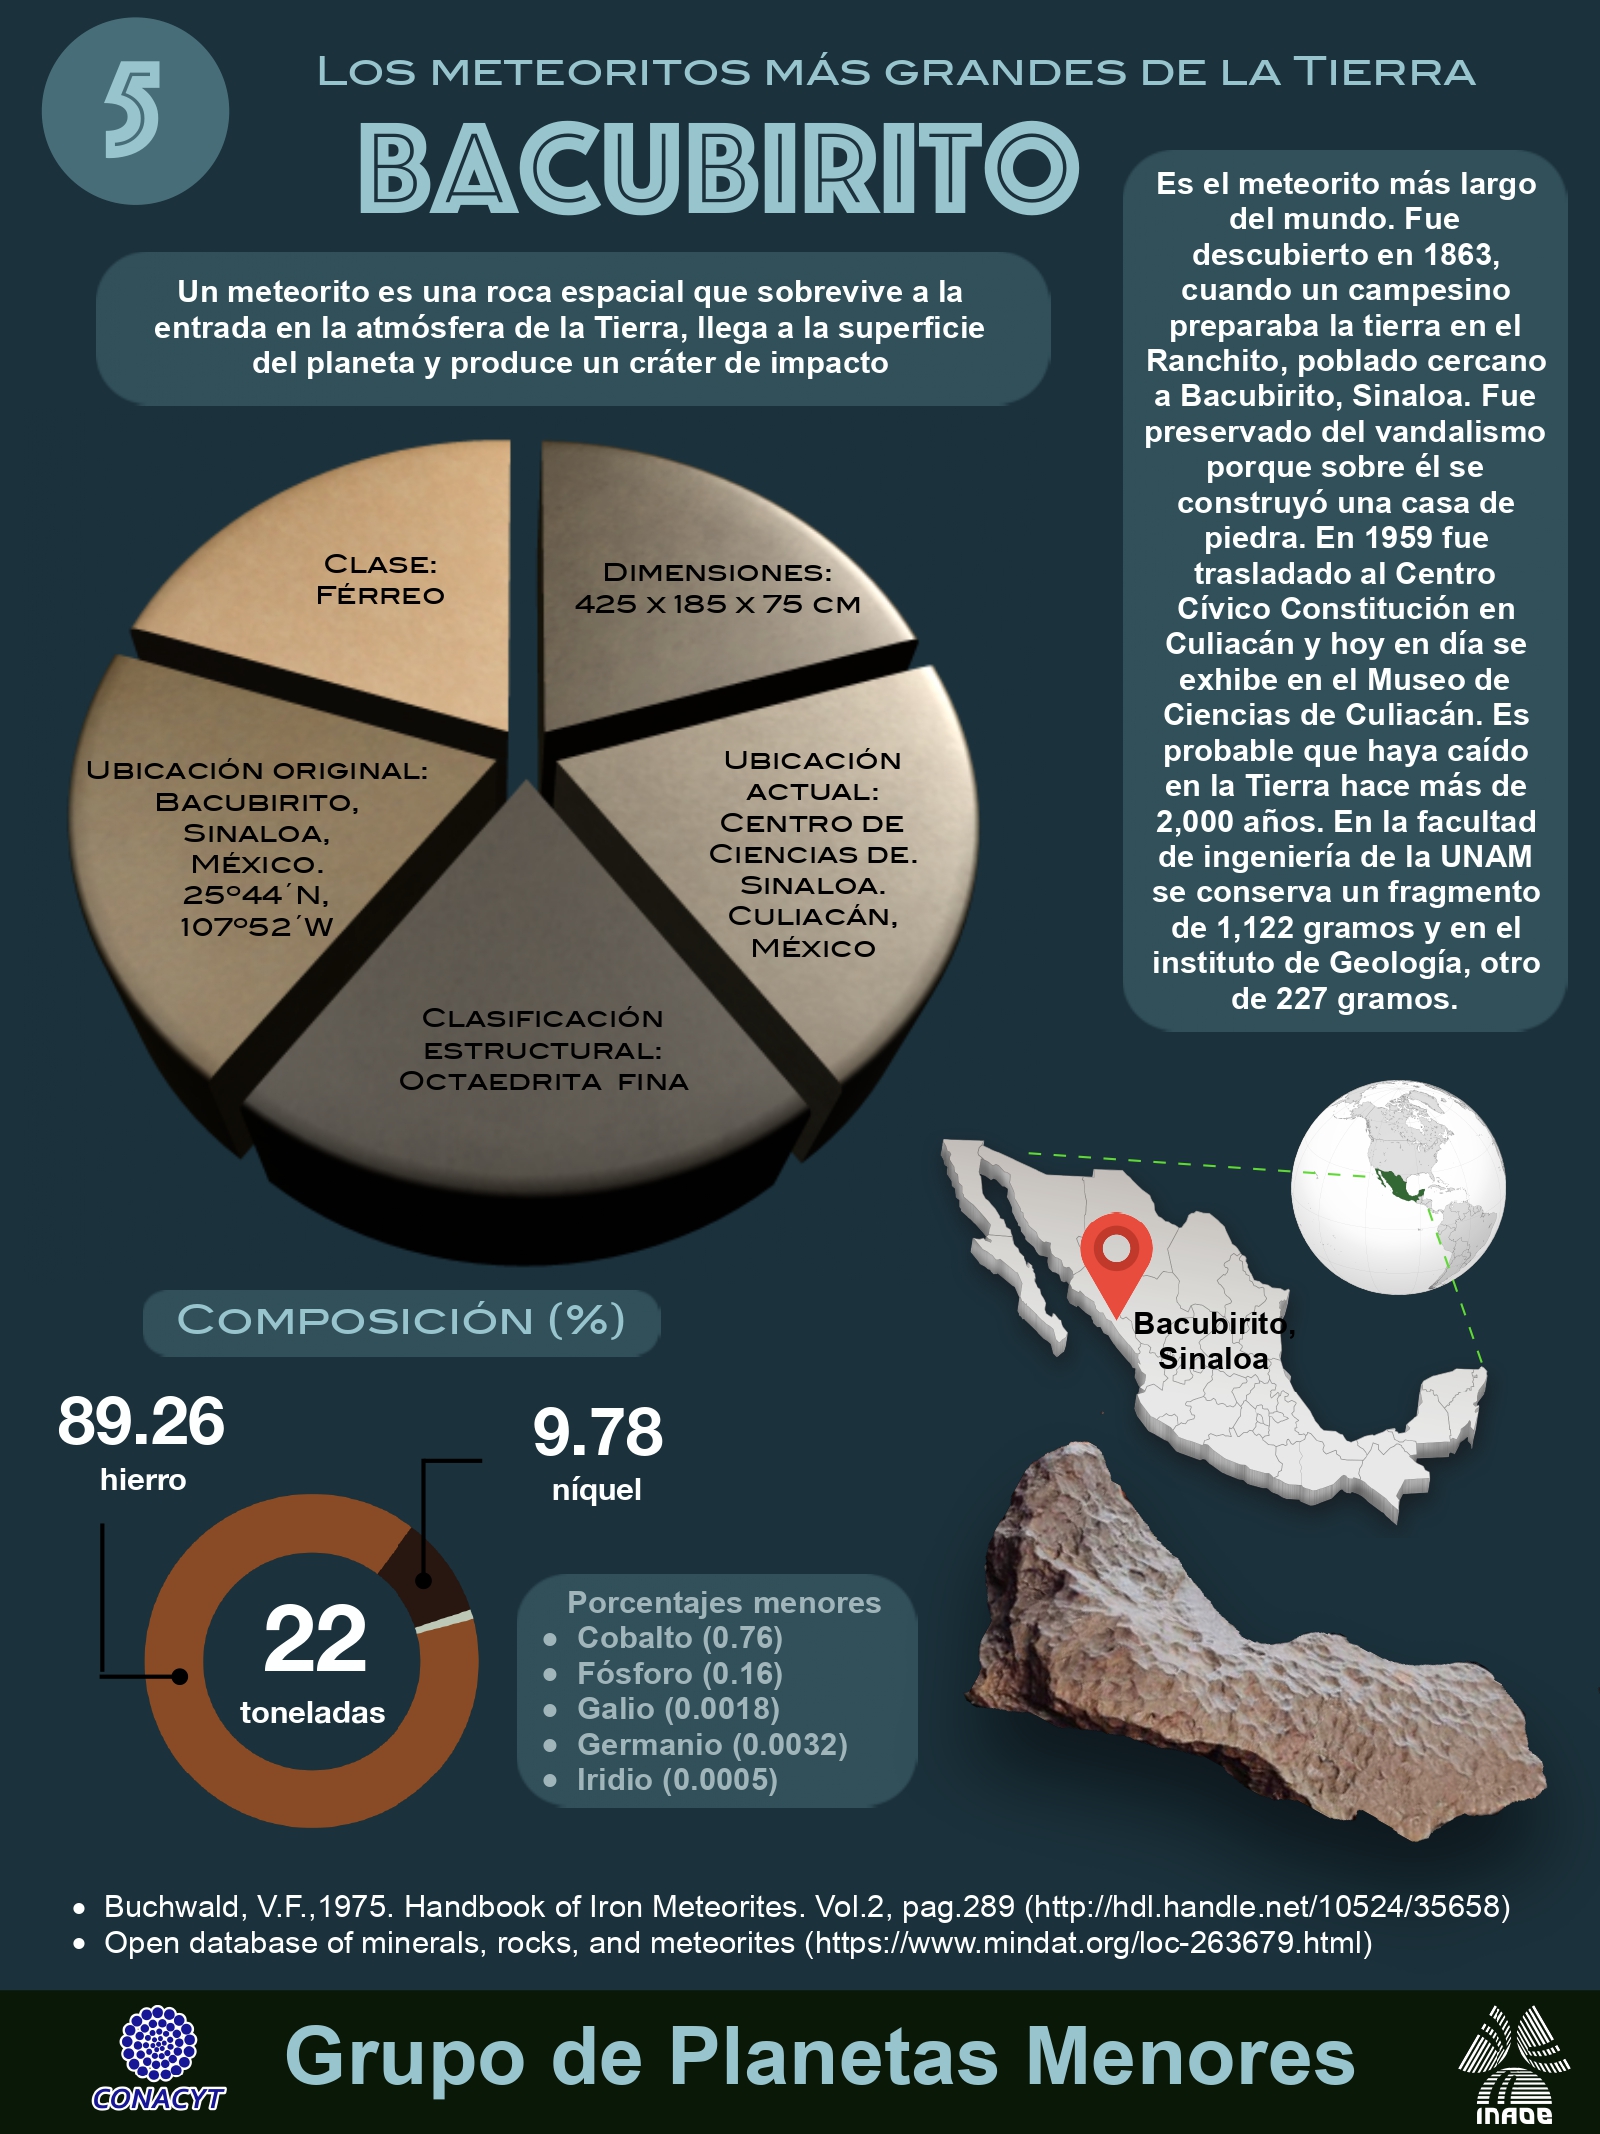 5
Los meteoritos más grandes de la Tierra
BACUBIRITO
Un meteorito es una roca espacial que sobrevive a la
entrada en la atmósfera de la Tierra, llega a la superficie
del planeta y produce un cráter de impacto
Es el meteorito más largo
del mundo. Fue
descubierto en 1863,
cuando un campesino
preparaba la tierra en el
Ranchito, poblado cercano
a Bacubirito, Sinaloa. Fue
preservado del vandalismo
porque sobre él se
construyó una casa de
piedra. En 1959 fue
trasladado al Centro
Cívico Constitución en
Culiacán y hoy en día se
exhibe en el Museo de
Ciencias de Culiacán. Es
probable que haya caído
en la Tierra hace más de
2,000 años. En la facultad
de ingeniería de la UNAM
se conserva un fragmento
de 1,122 gramos y en el
instituto de Geología, otro
de 227 gramos.
Clase:
Férreo
Dimensiones:
425 x 185 x 75 cm
Ubicación original:
Bacubirito,
Sinaloa,
México.
25º44´N,
107º52´W
Ubicación
actual:
Centro de
Ciencias de.
Sinaloa.
Culiacán,
México
Clasificación
estructural:
Octaedrita fina
Bacubirito,
Sinaloa
Composición (%)
89.26
hierro
9.78
níquel
22
toneladas
Porcentajes menores
● Cobalto (0.76)
● Fósforo (0.16)
● Galio (0.0018)
● Germanio (0.0032)
● Iridio (0.0005)
● Buchwald, V.F.,1975. Handbook of Iron Meteorites. Vol.2, pag.289 (http://hdl.handle.net/10524/35658)
● Open database of minerals, rocks, and meteorites (https://www.mindat.org/loc-263679.html)
CONACYT
Grupo de Planetas Menores
INAOE